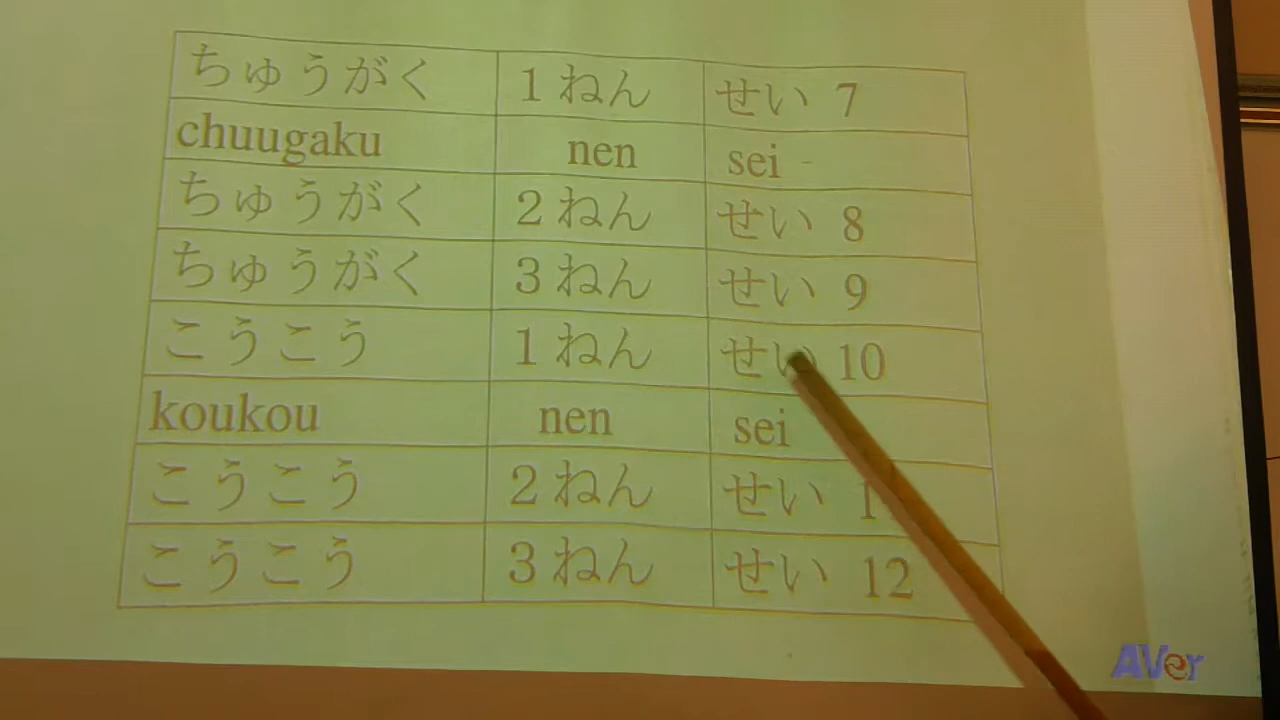 ちゅうがく 1ねん せい 7
chuugaku nen sei -
ちゅうがく 2ねん せい 8
ちゅうがく 3ねん せい 9
こうこう 1ねん せい 10
koukou nen sei
こうこう 2ねん せい
こうこう 3ねん せい 12
AVer